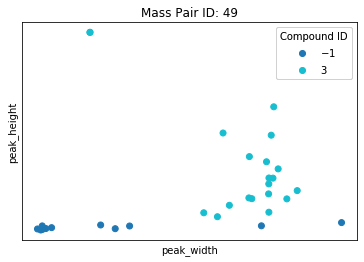 Mass Pair ID: 49
Compound ID
−1
3
peak_height
peak_width